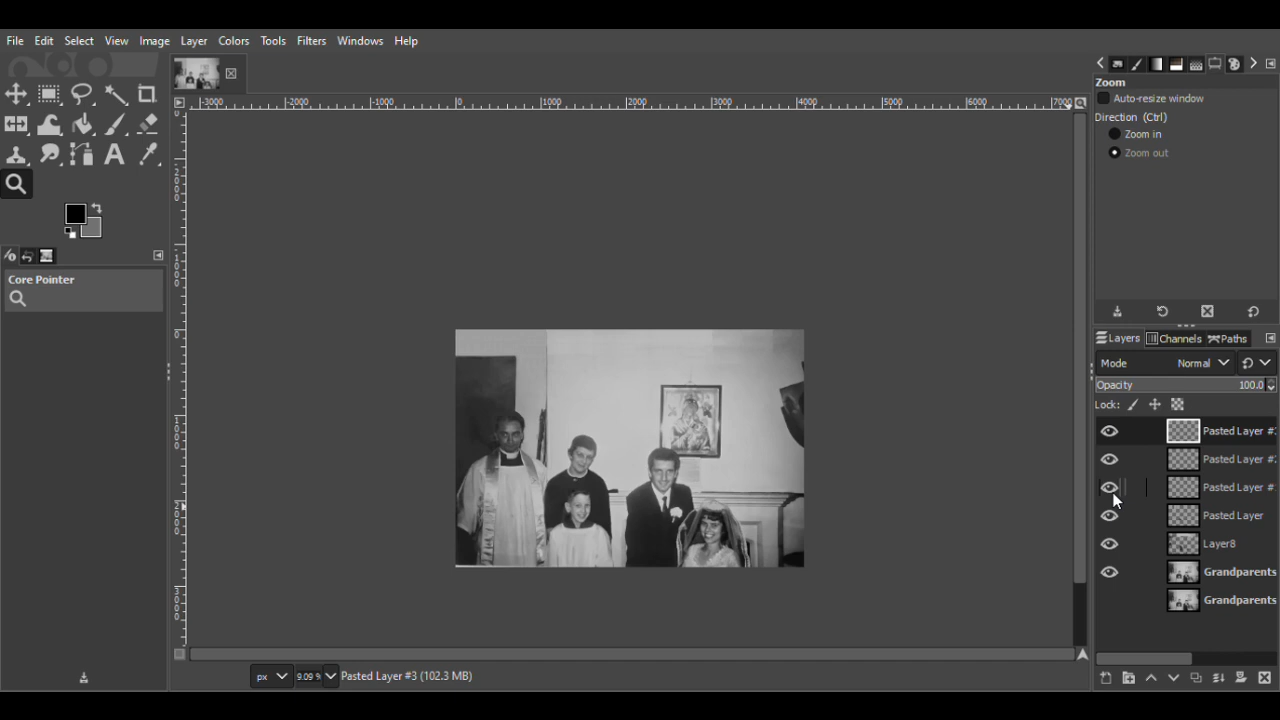 File Edit Select View Image Layer Colors Tools Filters Windows Help
-3000 -2000 -1000 0 1000 2000 3000 4000 5000 6000 7000
Zoom
Auto-resize window
Direction (Ctrl)
Zoom in
Zoom out
Core Pointer
Layers Channels Paths
Mode Normal
Opacity 100.0
Lock:
Pasted Layer #
Pasted Layer #
Pasted Layer #
Pasted Layer
Layer8
Grandparents
Grandparents
px 9.09 % Pasted Layer #3 (102.3 MB)